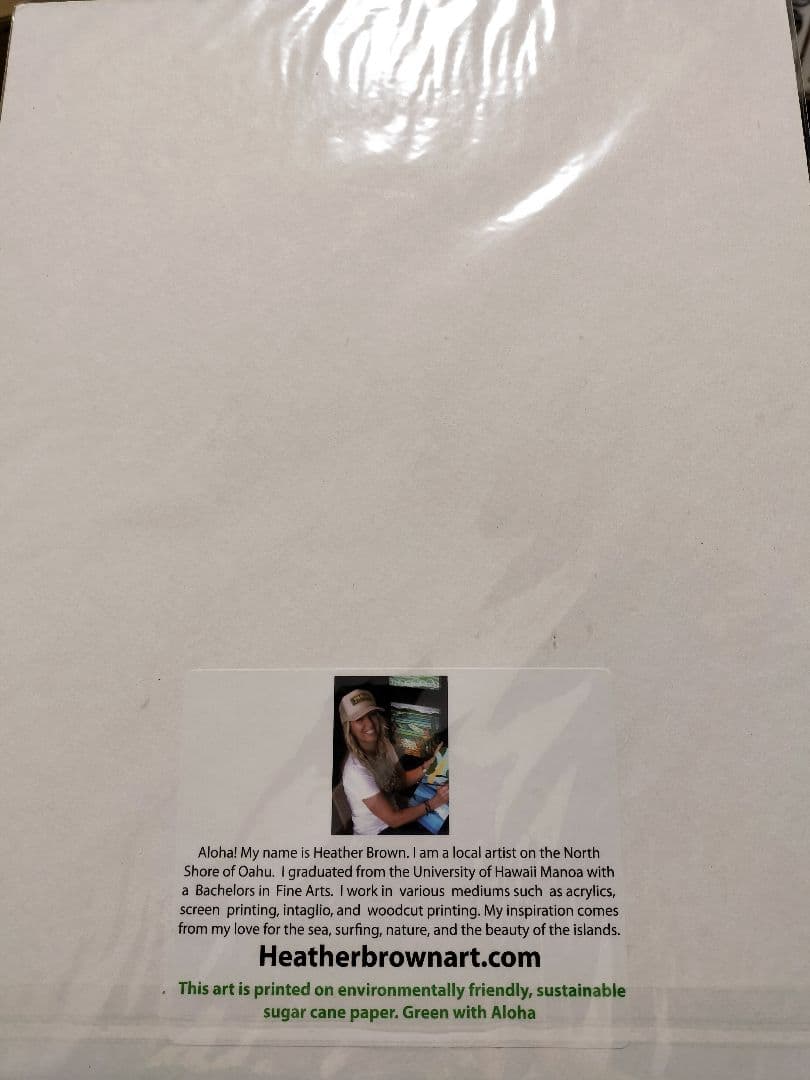 Aloha! My name is Heather Brown. I am a local artist on the North
Shore of Oahu. I graduated from the University of Hawaii Manoa with
a Bachelors in Fine Arts. I work in various mediums such as acrylics,
screen printing, intaglio, and woodcut printing. My inspiration comes
from my love for the sea, surfing, nature, and the beauty of the islands.
Heatherbrownart.com
This art is printed on environmentally friendly, sustainable
sugar cane paper. Green with Aloha